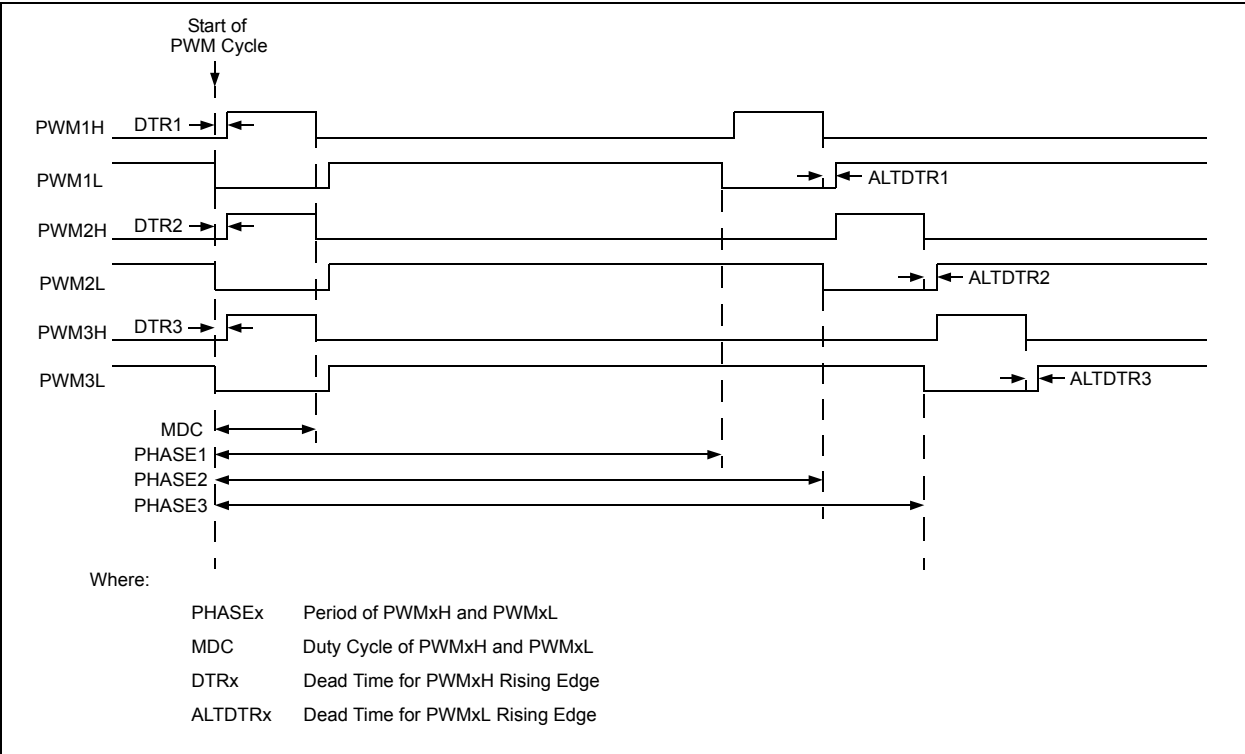 Start of
PWM Cycle
PWM1H DTR1
PWM1L ALTDTR1
PWM2H DTR2
PWM2L ALTDTR2
PWM3H DTR3
PWM3L ALTDTR3
MDC
PHASE1
PHASE2
PHASE3
Where:
PHASEx Period of PWMxH and PWMxL
MDC Duty Cycle of PWMxH and PWMxL
DTRx Dead Time for PWMxH Rising Edge
ALTDTRx Dead Time for PWMxL Rising Edge